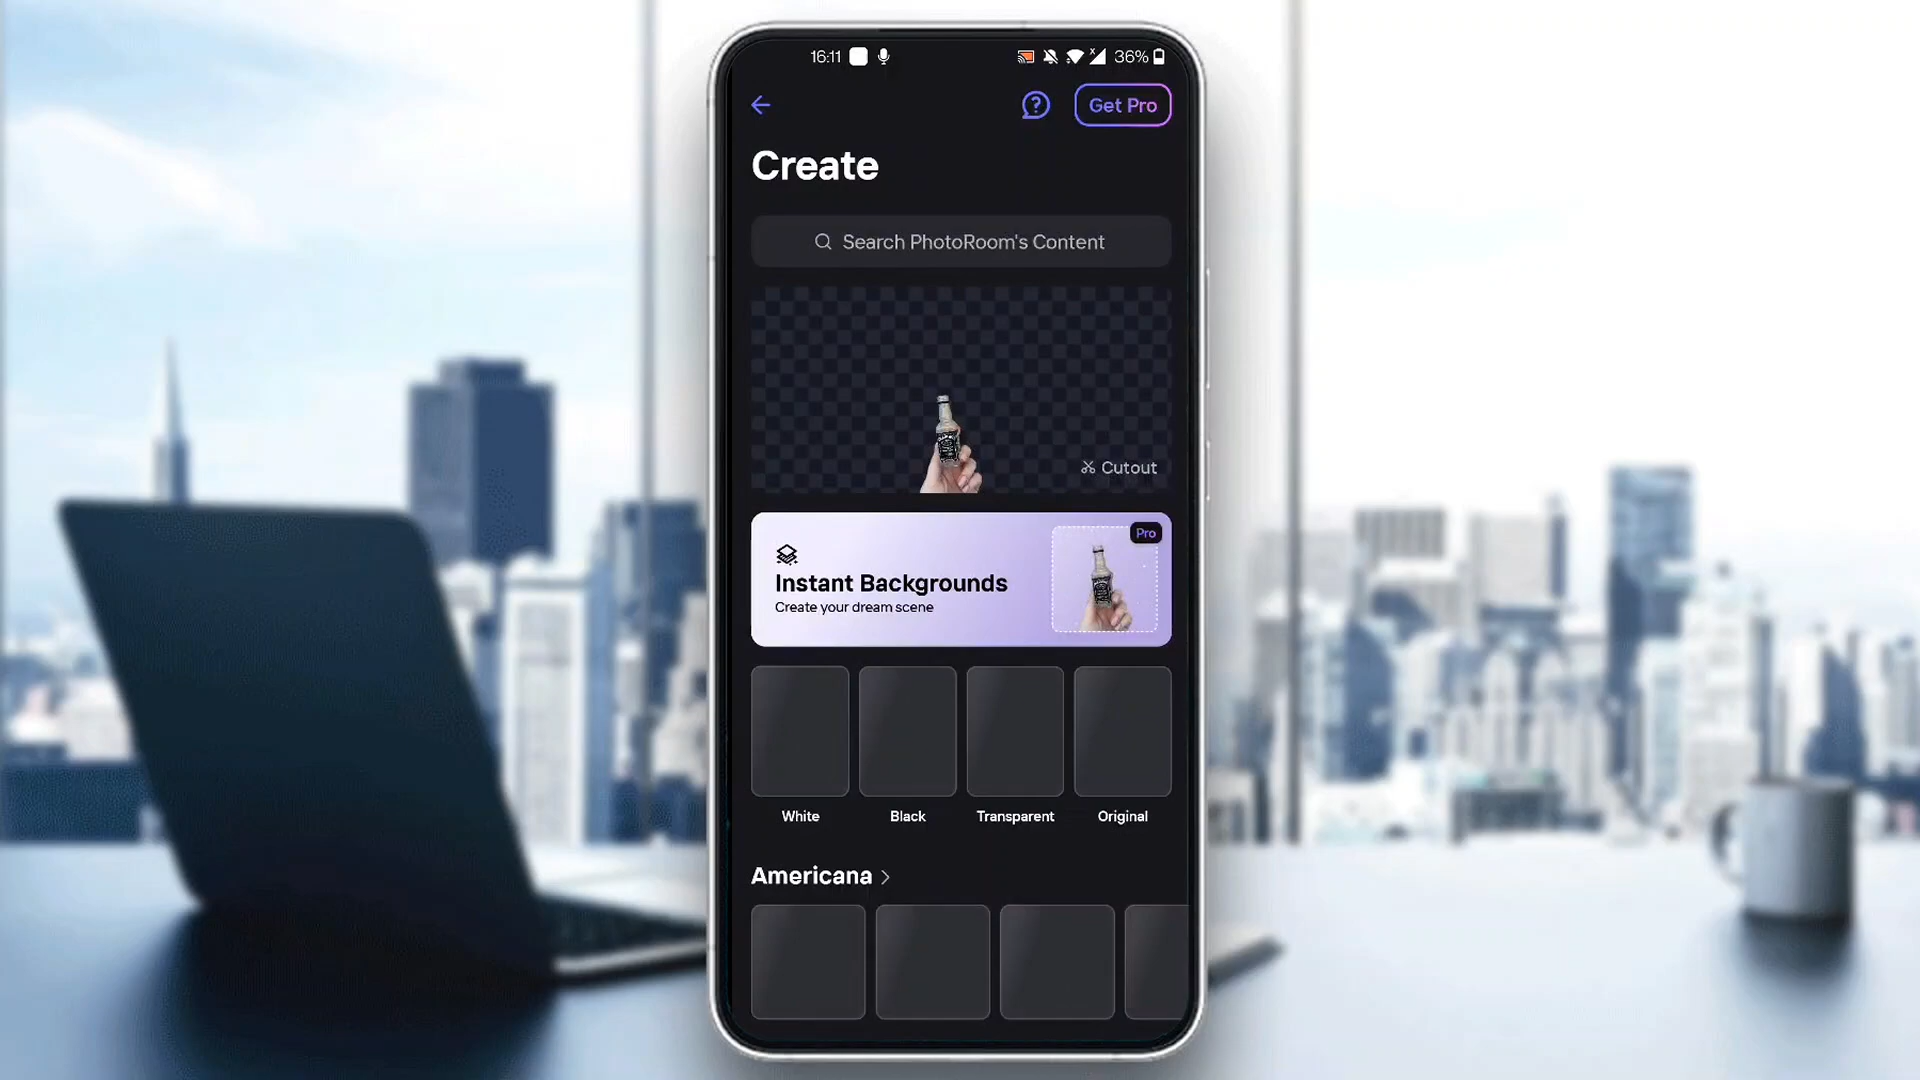 16:11
36%
Get Pro
Create
Search PhotoRoom's Content
Cutout
Pro
Instant Backgrounds
Create your dream scene
White
Black
Transparent
Original
Americana